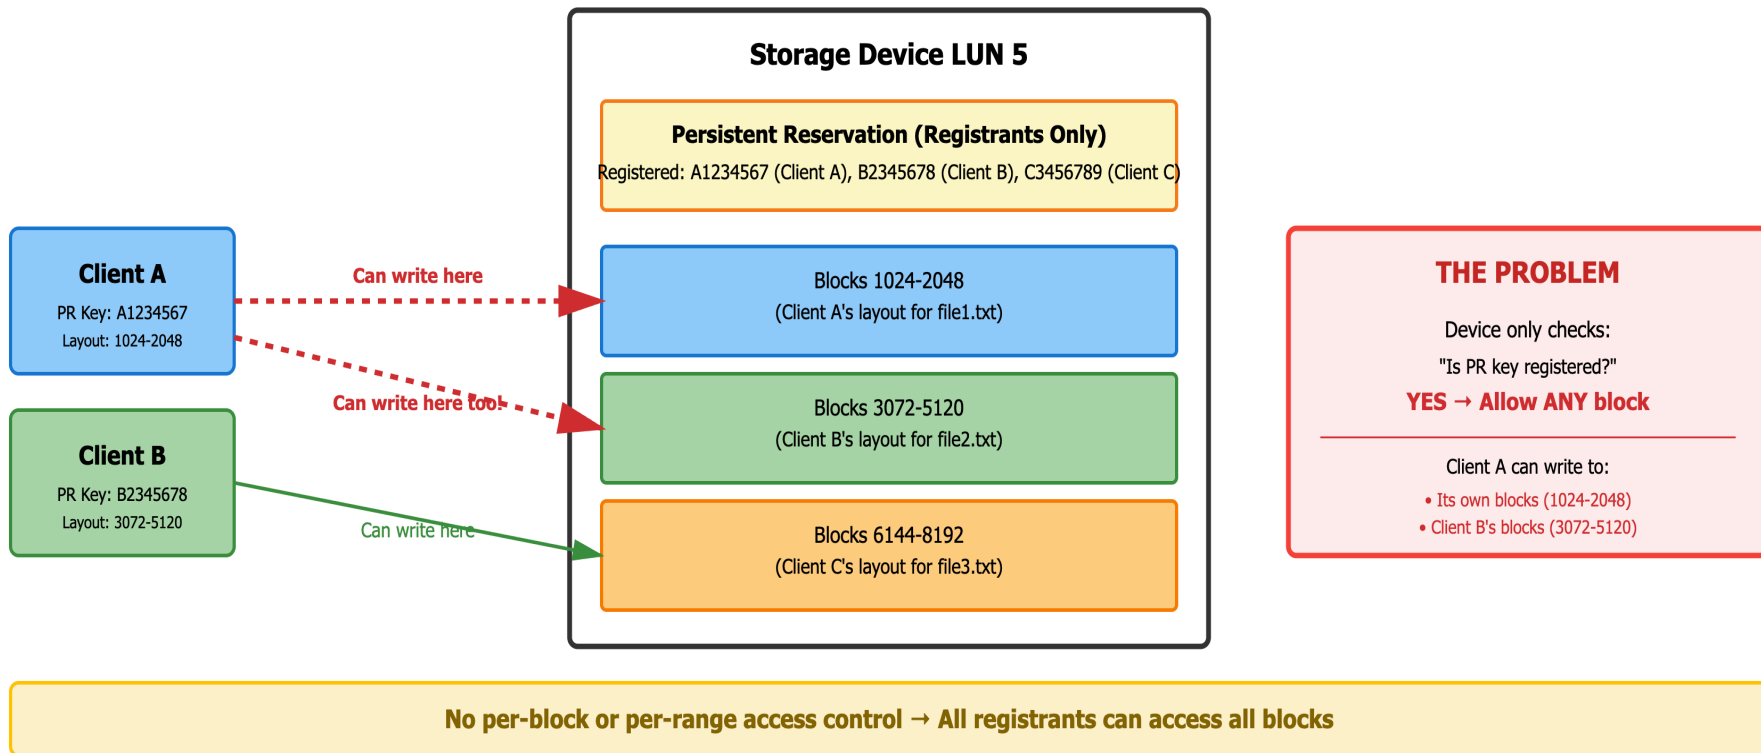 Storage Device LUN 5
Persistent Reservation (Registrants Only)
Registered: A1234567 (Client A), B2345678 (Client B), C3456789 (Client C)
Client A
PR Key: A1234567
Layout: 1024-2048
Can write here
Can write here too!
Client B
PR Key: B2345678
Layout: 3072-5120
Can write here
Blocks 1024-2048
(Client A's layout for file1.txt)
Blocks 3072-5120
(Client B's layout for file2.txt)
Blocks 6144-8192
(Client C's layout for file3.txt)
THE PROBLEM
Device only checks:
"Is PR key registered?"
YES → Allow ANY block
Client A can write to:
• Its own blocks (1024-2048)
• Client B's blocks (3072-5120)
No per-block or per-range access control → All registrants can access all blocks